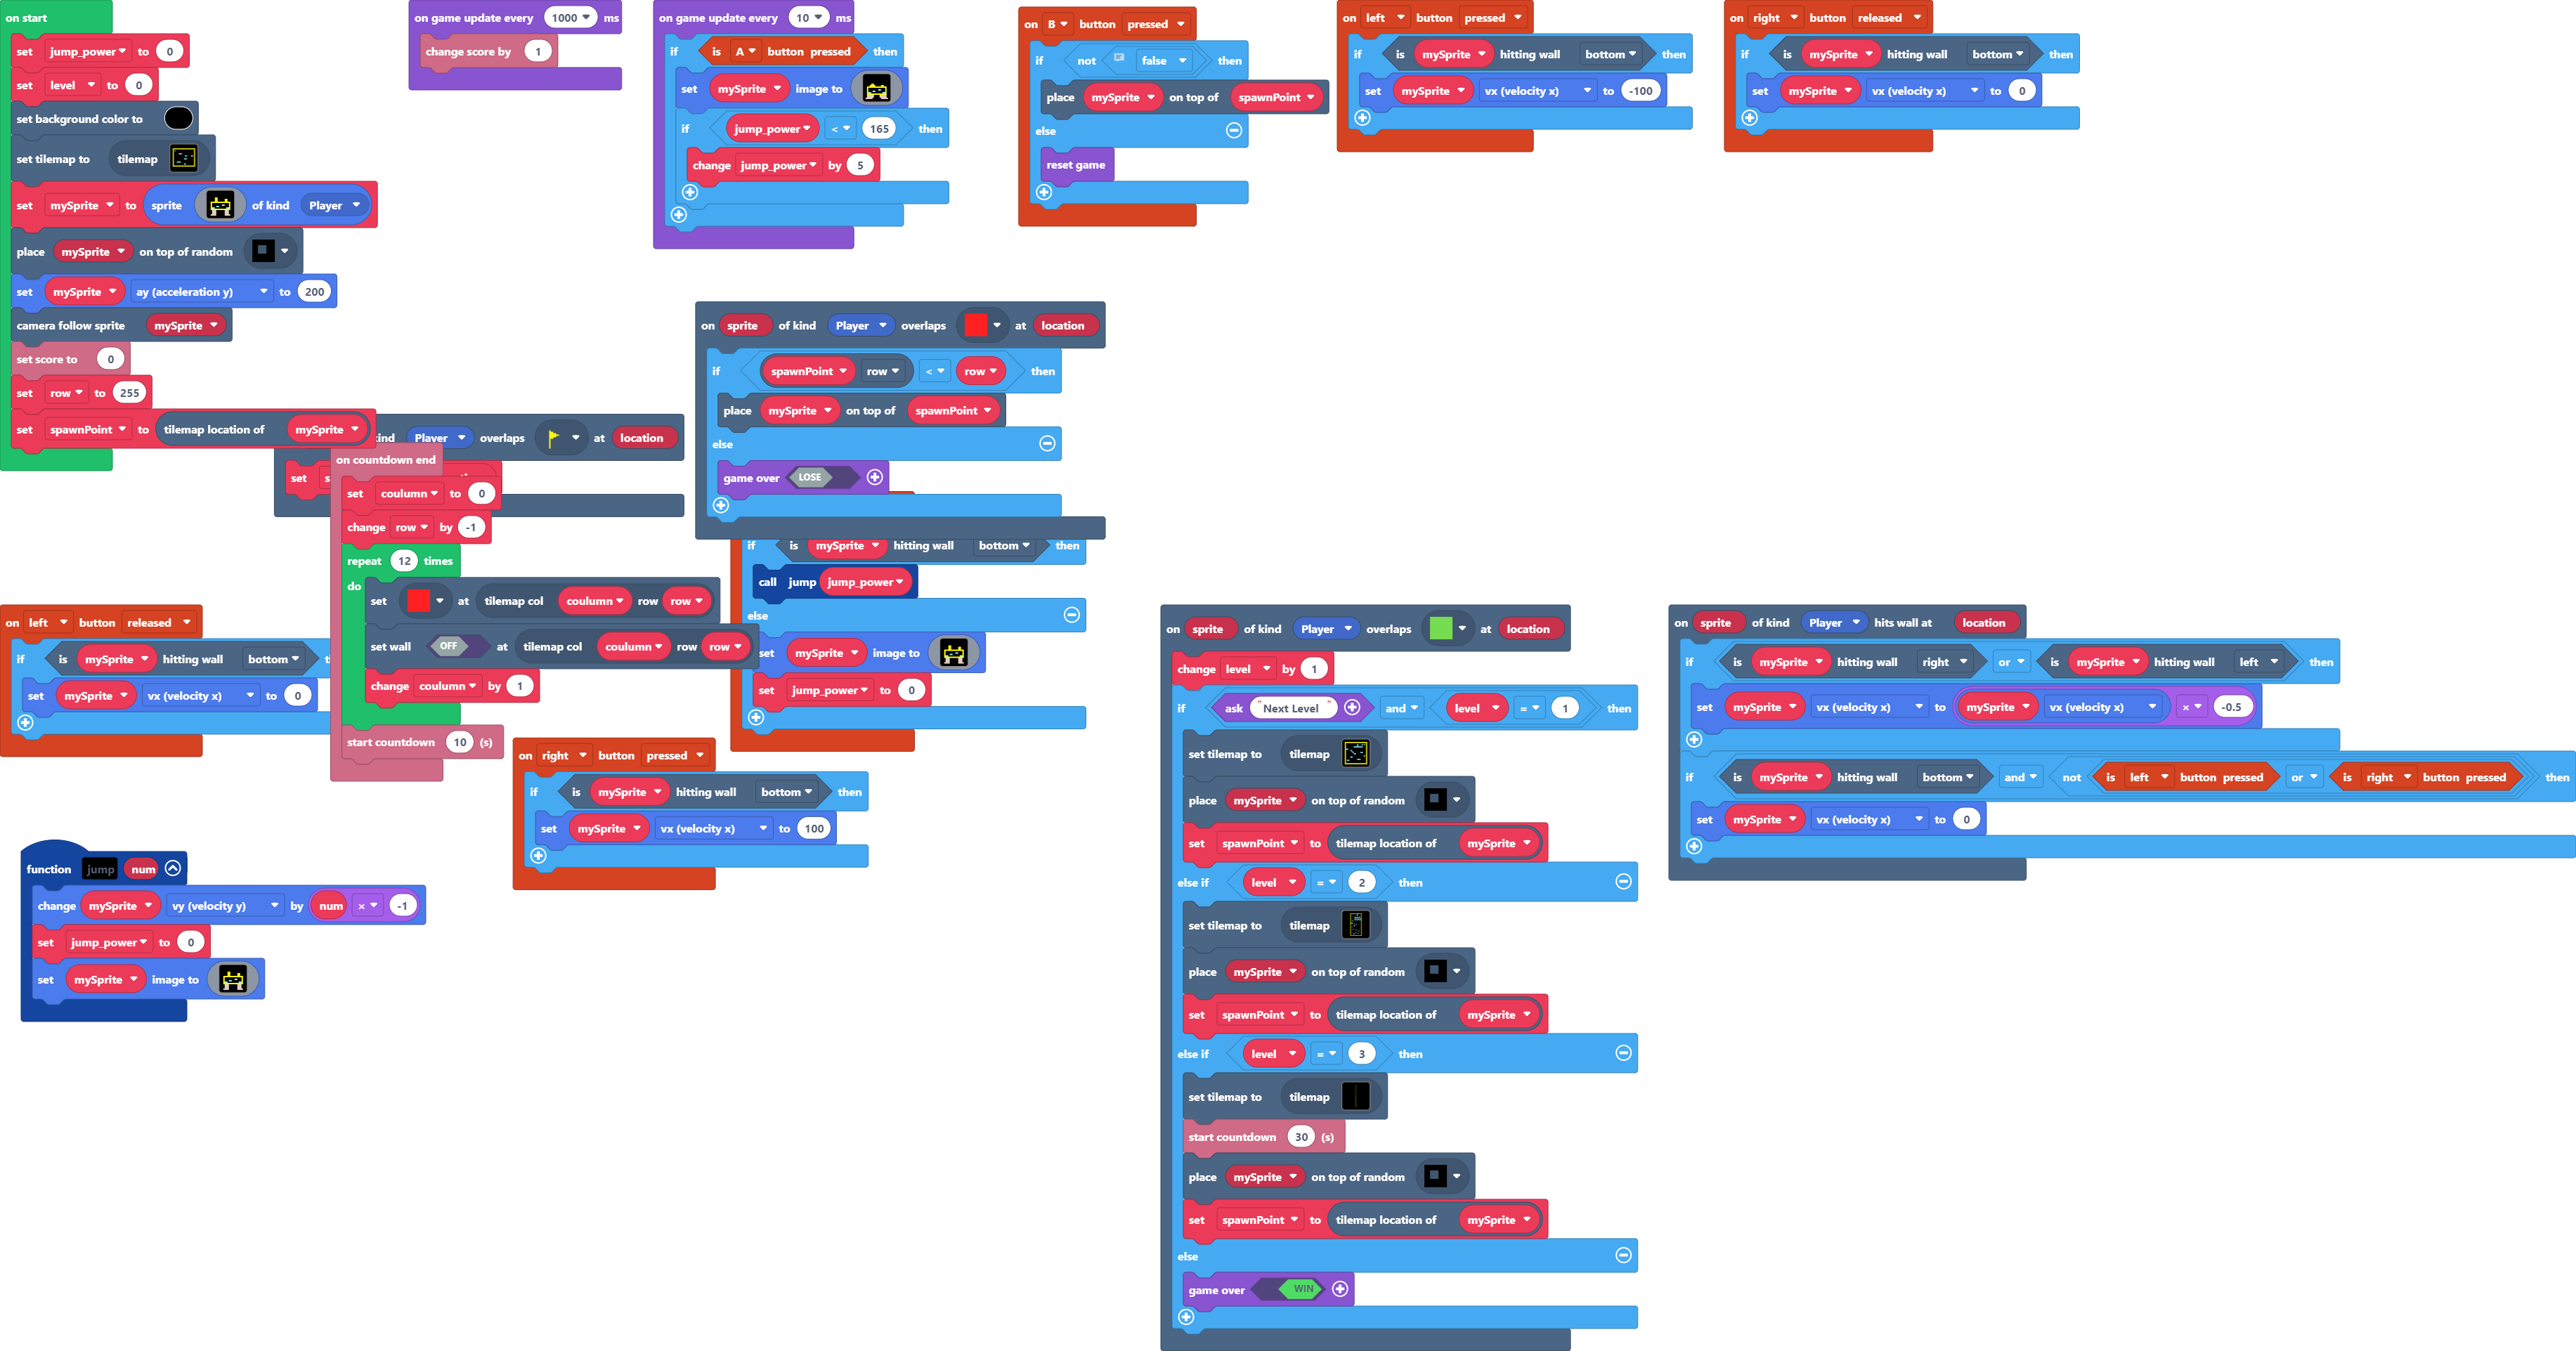 on start
set jump_power to 0
set level to 0
set background color to
set tilemap to tilemap
set mySprite to sprite of kind Player
place mySprite on top of random
set mySprite ay (acceleration y) to 200
camera follow sprite mySprite
set score to 0
set row to 255
set spawnPoint to tilemap location of mySprite
on game update every 1000 ms
change score by 1
on game update every 10 ms
if is A button pressed then
set mySprite image to
if jump_power < 165 then
change jump_power by 5
on B button pressed
if not false then
place mySprite on top of spawnPoint
else
reset game
on left button pressed
if is mySprite hitting wall bottom then
set mySprite vx (velocity x) to -100
on right button released
if is mySprite hitting wall bottom then
set mySprite vx (velocity x) to 0
kind Player overlaps at location
set
on countdown end
set coulumn to 0
change row by -1
repeat 12 times
do
set at tilemap col coulumn row row
set wall OFF at tilemap col coulumn row row
change coulumn by 1
start countdown 10 (s)
on sprite of kind Player overlaps at location
if spawnPoint row < row then
place mySprite on top of spawnPoint
else
game over LOSE
if is mySprite hitting wall bottom then
call jump jump_power
else
set mySprite image to
set jump_power to 0
on left button released
if is mySprite hitting wall bottom
set mySprite vx (velocity x) to 0
on right button pressed
if is mySprite hitting wall bottom then
set mySprite vx (velocity x) to 100
function jump num
change mySprite vy (velocity y) by num × -1
set jump_power to 0
set mySprite image to
on sprite of kind Player overlaps at location
change level by 1
if ask "Next Level" and level = 1 then
set tilemap to tilemap
place mySprite on top of random
set spawnPoint to tilemap location of mySprite
else if level = 2 then
set tilemap to tilemap
place mySprite on top of random
set spawnPoint to tilemap location of mySprite
else if level = 3 then
set tilemap to tilemap
start countdown 30 (s)
place mySprite on top of random
set spawnPoint to tilemap location of mySprite
else
game over WIN
on sprite of kind Player hits wall at location
if is mySprite hitting wall right or is mySprite hitting wall left then
set mySprite vx (velocity x) to mySprite vx (velocity x) × -0.5
if is mySprite hitting wall bottom and not is left button pressed or is right button pressed then
set mySprite vx (velocity x) to 0